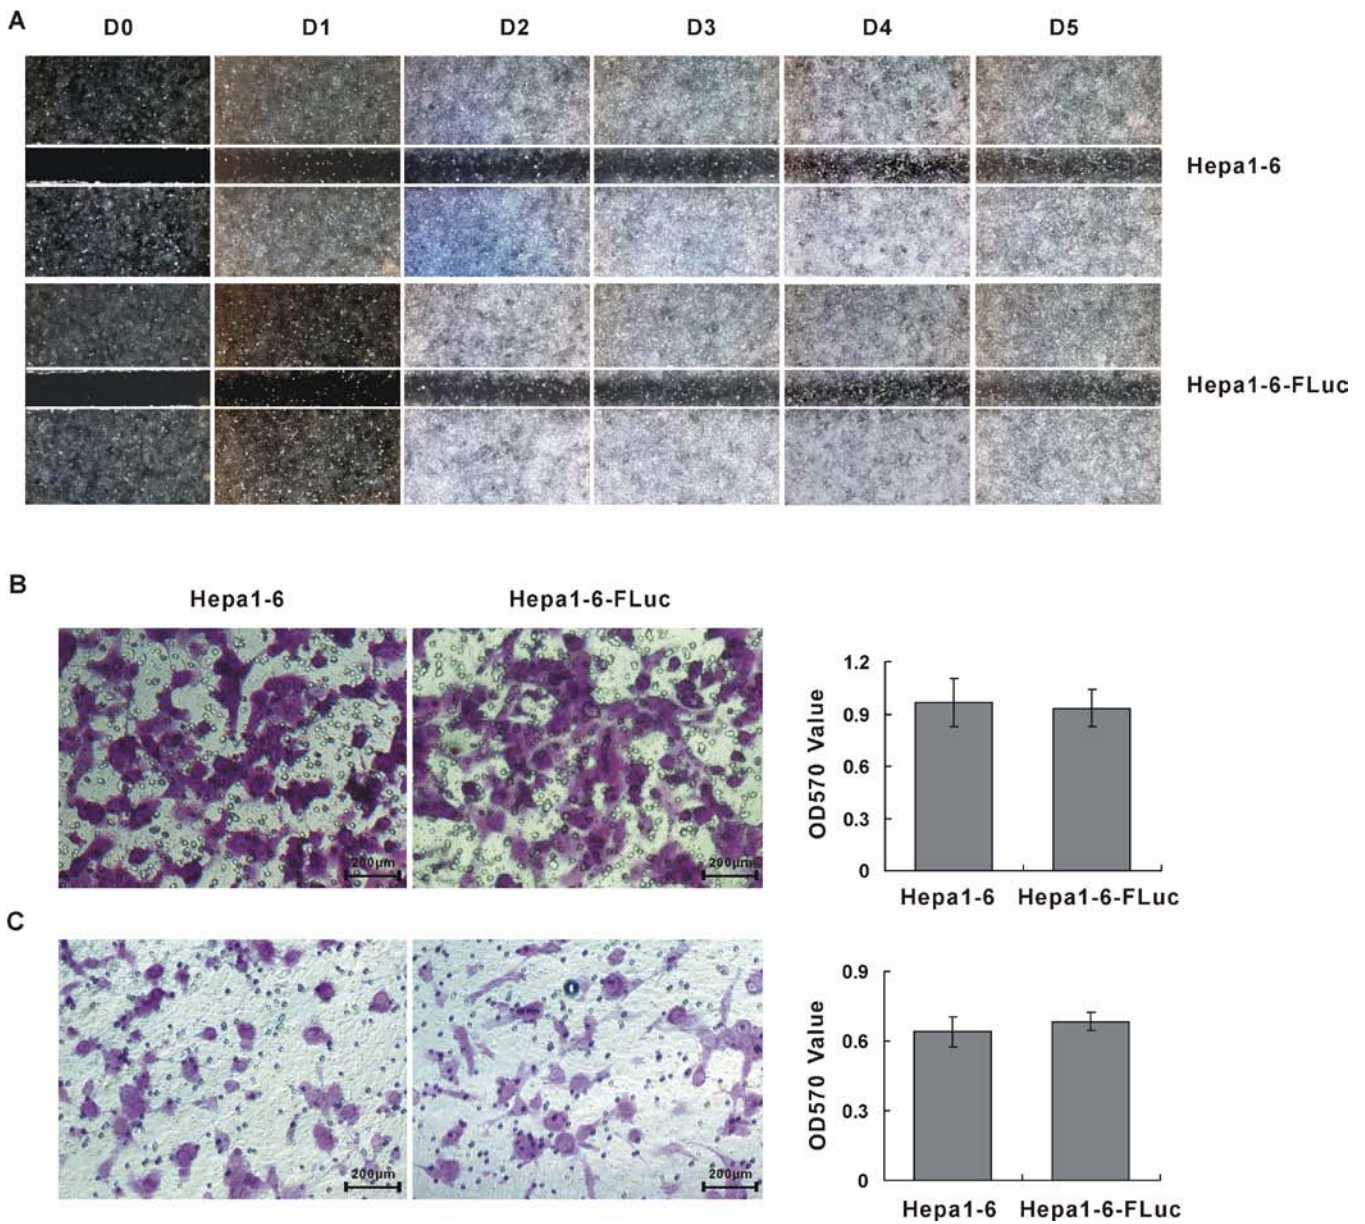 A
D0 D1 D2 D3 D4 D5
Hepa1-6
Hepa1-6-FLuc
B
Hepa1-6 Hepa1-6-FLuc
200μm 200μm
OD570 Value
1.2
0.9
0.6
0.3
0
Hepa1-6 Hepa1-6-FLuc
C
200μm 200μm
OD570 Value
0.9
0.6
0.3
0
Hepa1-6 Hepa1-6-FLuc